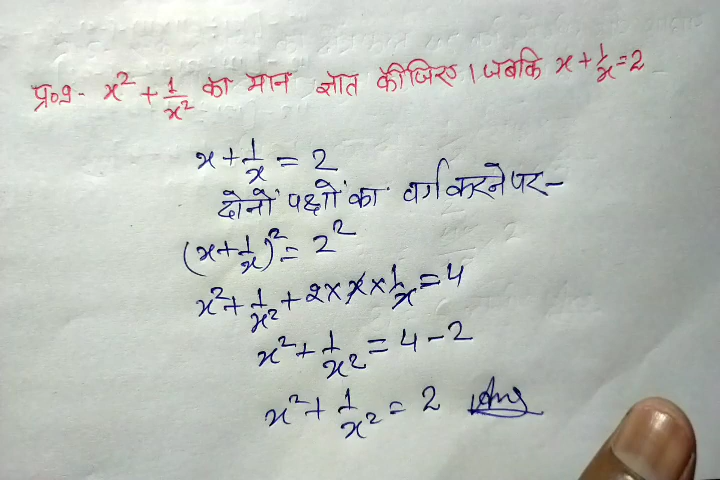 प्र०9- x² + 1/x² का मान ज्ञात कीजिए । जबकि x + 1/x = 2
x + 1/x = 2
दोनों पक्षों का वर्ग करने पर-
(x + 1/x)² = 2²
x² + 1/x² + 2 × x × 1/x = 4
x² + 1/x² = 4 - 2
x² + 1/x² = 2 Ans